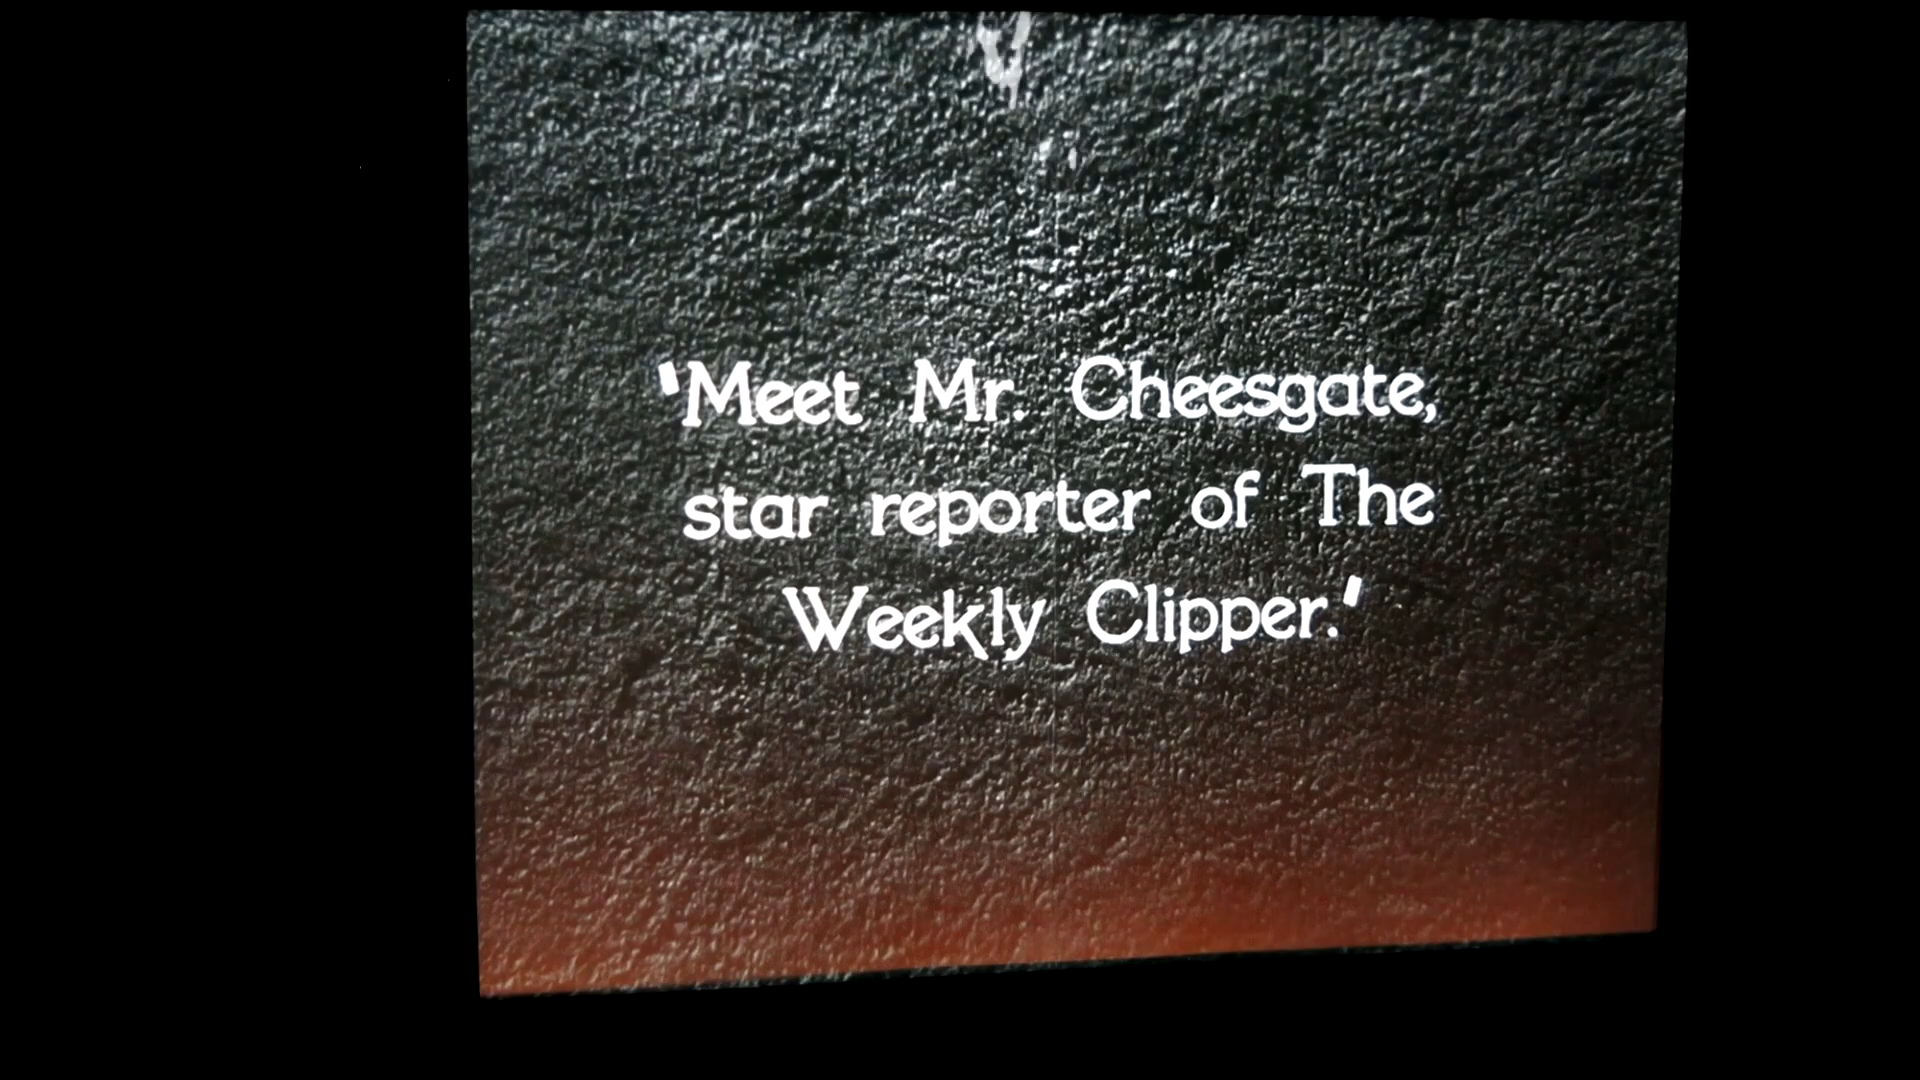 'Meet Mr. Cheesgate,
star reporter of The
Weekly Clipper.'